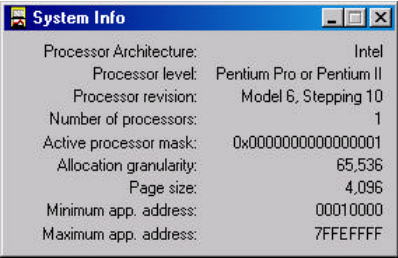 System Info
Processor Architecture: Intel
Processor level: Pentium Pro or Pentium II
Processor revision: Model 6, Stepping 10
Number of processors: 1
Active processor mask: 0x0000000000000001
Allocation granularity: 65,536
Page size: 4,096
Minimum app. address: 00010000
Maximum app. address: 7FFEFFFF